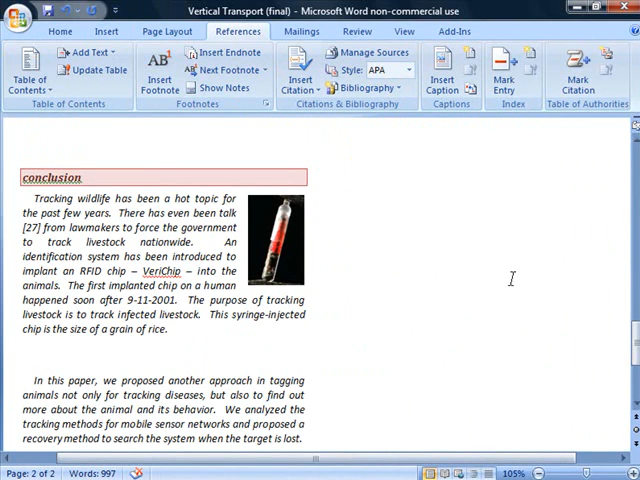 Vertical Transport (final) - Microsoft Word non-commercial use
Home Insert Page Layout References Mailings Review View Add-Ins
Table of Contents
Add Text
Update Table
Table of Contents
AB1
Insert Footnote
Insert Endnote
Next Footnote
Show Notes
Footnotes
Insert Citation
Manage Sources
Style: APA
Bibliography
Citations & Bibliography
Insert Caption
Captions
Mark Entry
Index
Mark Citation
Table of Authorities
conclusion
Tracking wildlife has been a hot topic for
the past few years. There has even been talk
[27] from lawmakers to force the government
to track livestock nationwide. An
identification system has been introduced to
implant an RFID chip – VeriChip – into the
animals. The first implanted chip on a human
happened soon after 9-11-2001. The purpose of tracking
livestock is to track infected livestock. This syringe-injected
chip is the size of a grain of rice.
In this paper, we proposed another approach in tagging
animals not only for tracking diseases, but also to find out
more about the animal and its behavior. We analyzed the
tracking methods for mobile sensor networks and proposed a
recovery method to search the system when the target is lost.
Page: 2 of 2 Words: 997 105%